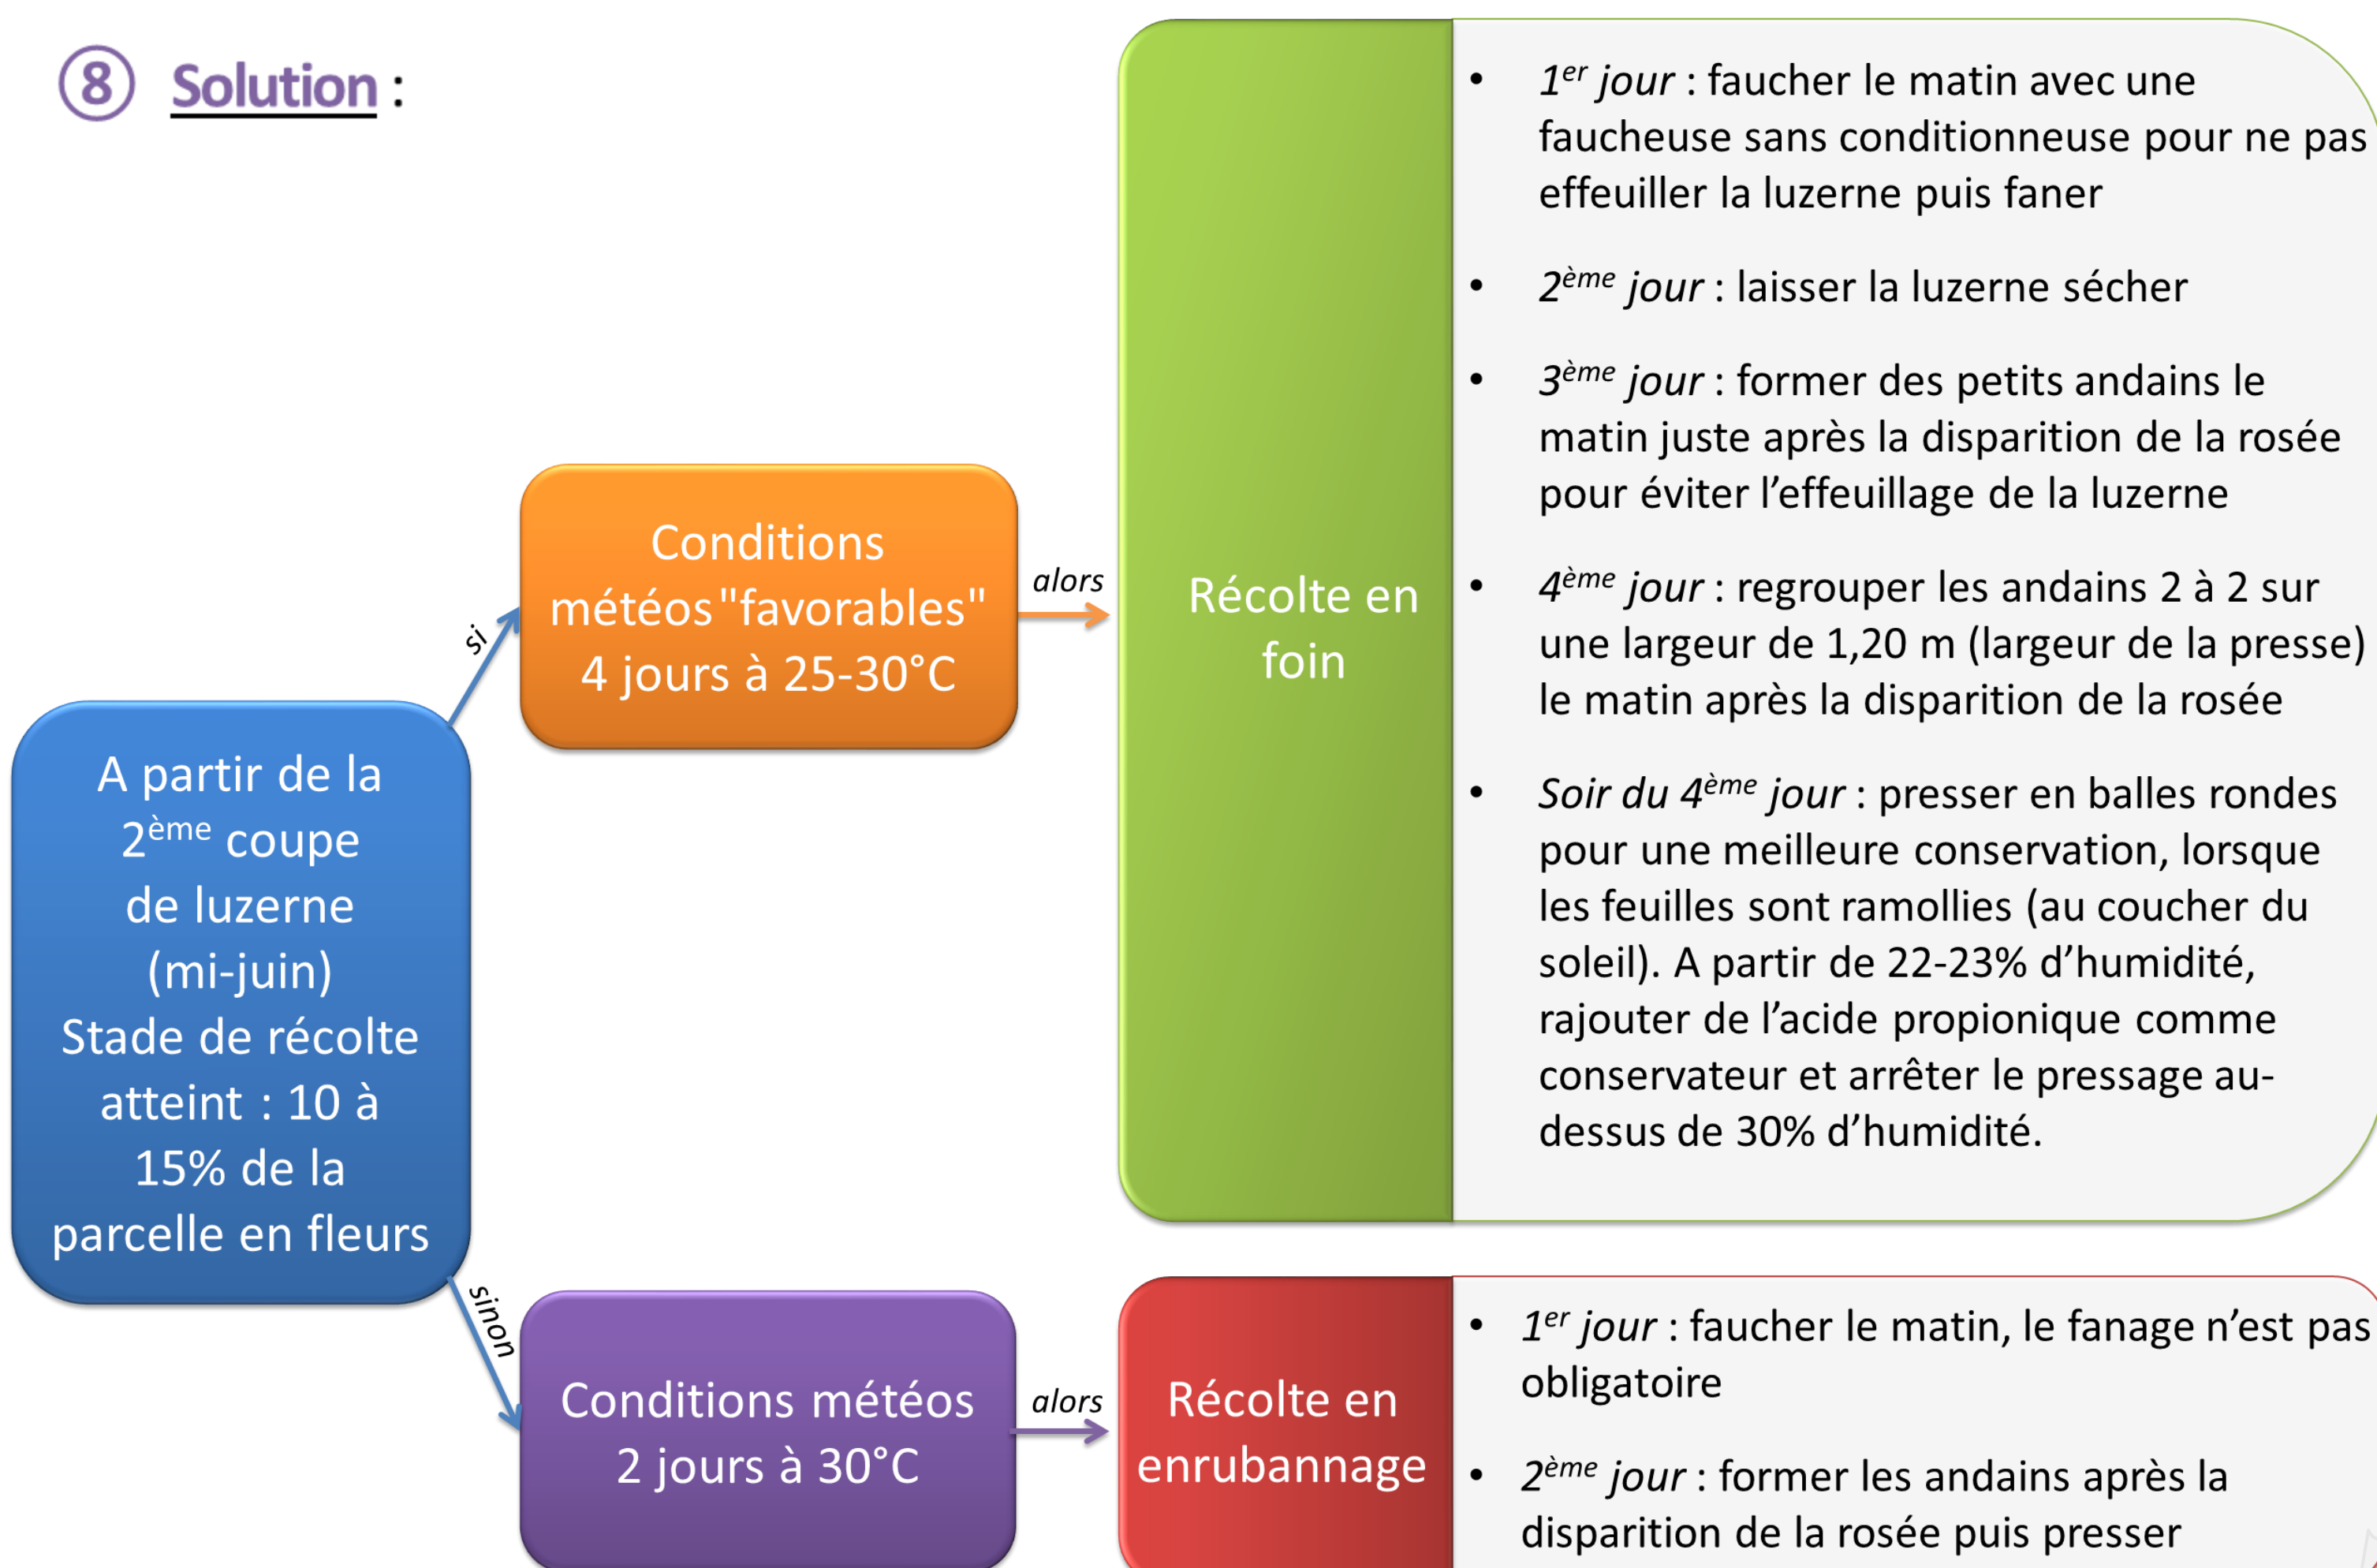 8 Solution :
A partir de la
2ème coupe
de luzerne
(mi-juin)
Stade de récolte
atteint : 10 à
15% de la
parcelle en fleurs
si
Conditions
météos "favorables"
4 jours à 25-30°C
alors
Récolte en
foin
• 1er jour : faucher le matin avec une
faucheuse sans conditionneuse pour ne pas
effeuiller la luzerne puis faner
• 2ème jour : laisser la luzerne sécher
• 3ème jour : former des petits andains le
matin juste après la disparition de la rosée
pour éviter l’effeuillage de la luzerne
• 4ème jour : regrouper les andains 2 à 2 sur
une largeur de 1,20 m (largeur de la presse)
le matin après la disparition de la rosée
• Soir du 4ème jour : presser en balles rondes
pour une meilleure conservation, lorsque
les feuilles sont ramollies (au coucher du
soleil). A partir de 22-23% d’humidité,
rajouter de l’acide propionique comme
conservateur et arrêter le pressage au-
dessus de 30% d’humidité.
sinon
Conditions météos
2 jours à 30°C
alors
Récolte en
enrubannage
• 1er jour : faucher le matin, le fanage n’est pas
obligatoire
• 2ème jour : former les andains après la
disparition de la rosée puis presser